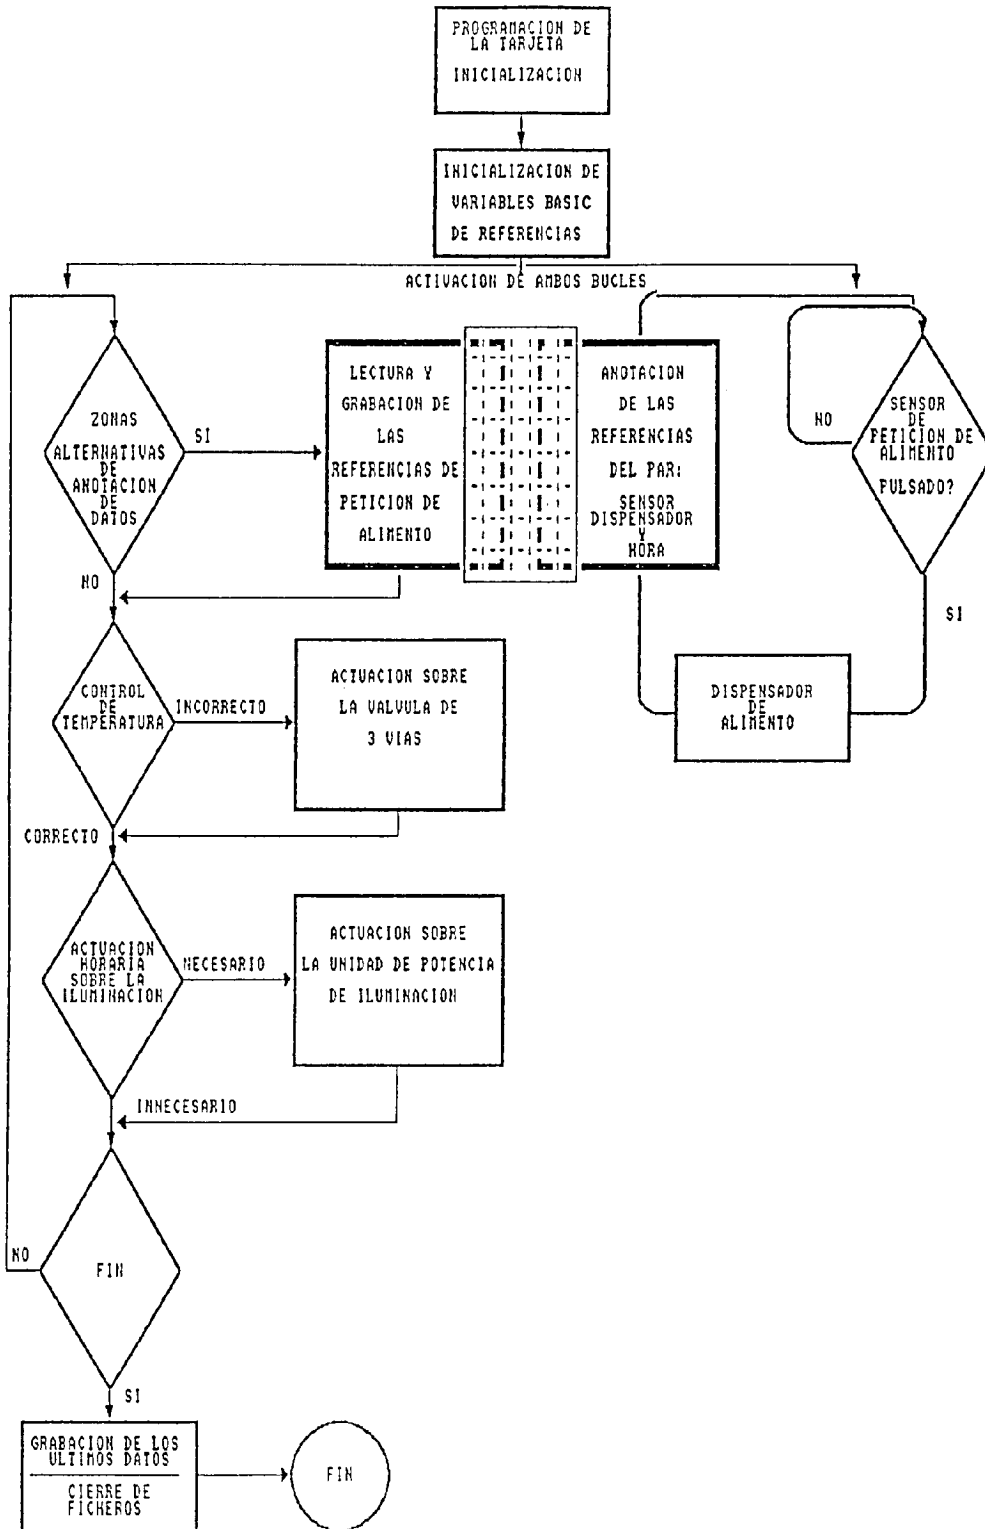 PROGRAMACION DE
LA TARJETA
INICIALIZACION
INICIALIZACION DE
VARIABLES BASIC
DE REFERENCIAS
ACTIVACION DE AMBOS BUCLES
ZONAS
ALTERNATIVAS
DE
ANOTACION
DE
DATOS
SI
LECTURA Y
GRABACION DE
LAS
REFERENCIAS DE
PETICION DE
ALIMENTO
ANOTACION
DE LAS
REFERENCIAS
DEL PAR:
SENSOR
DISPENSADOR
Y
HORA
NO
SENSOR
DE
PETICION DE
ALIMENTO
PULSADO?
NO
SI
CONTROL
DE
TEMPERATURA
INCORRECTO
ACTUACION SOBRE
LA VALVULA DE
3 VIAS
DISPENSADOR
DE
ALIMENTO
CORRECTO
ACTUACION
HORARIA
SOBRE LA
ILUMINACION
NECESARIO
ACTUACION SOBRE
LA UNIDAD DE POTENCIA
DE ILUMINACION
INNECESARIO
NO
FIN
SI
GRABACION DE LOS
ULTIMOS DATOS
CIERRE DE
FICHEROS
FIN